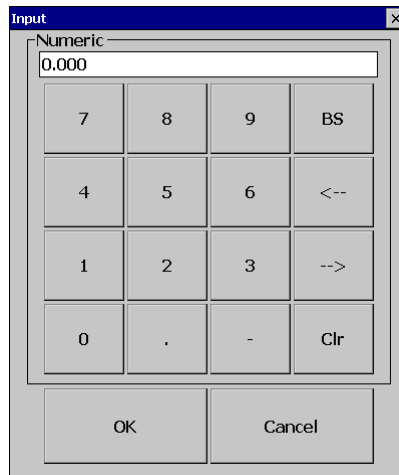 Input
Numeric
0.000
7 8 9 BS
4 5 6 <--
1 2 3 -->
0 . - Clr
OK Cancel